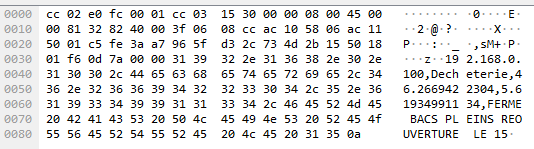 0000 cc 02 e0 fc 00 01 cc 03 15 30 00 00 08 00 45 00 ········ ·0····E·
0010 00 81 32 82 40 00 3f 06 08 cc ac 10 58 06 ac 11 ··2·@·?· ····X···
0020 50 01 c5 fe 3a a7 96 5f d3 2c 73 4d 2b 15 50 18 P···:··_ ·,sM+·P·
0030 01 f6 0d 7a 00 00 31 39 32 2e 31 36 38 2e 30 2e ···z··19 2.168.0.
0040 31 30 30 2c 44 65 63 68 65 74 65 72 69 65 2c 34 100,Dech eterie,4
0050 36 2e 32 36 36 39 34 32 32 33 30 34 2c 35 2e 36 6.266942 2304,5.6
0060 31 39 33 34 39 39 31 31 33 34 2c 46 45 52 4d 45 19349911 34,FERME
0070 20 42 41 43 53 20 50 4c 45 49 4e 53 20 52 45 4f BACS PL EINS REO
0080 55 56 45 52 54 55 52 45 20 4c 45 20 31 35 0a UVERTURE LE 15·